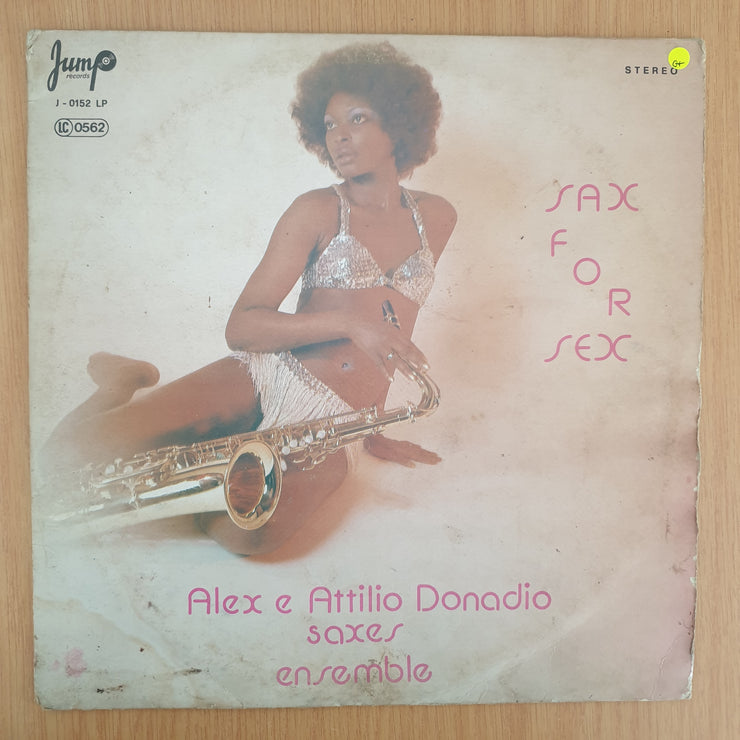 Jump
records
J - 0152 LP
LC 0562
STEREO
G+
SAX
FOR
SEX
Alex e Attilio Donadio
saxes
ensemble